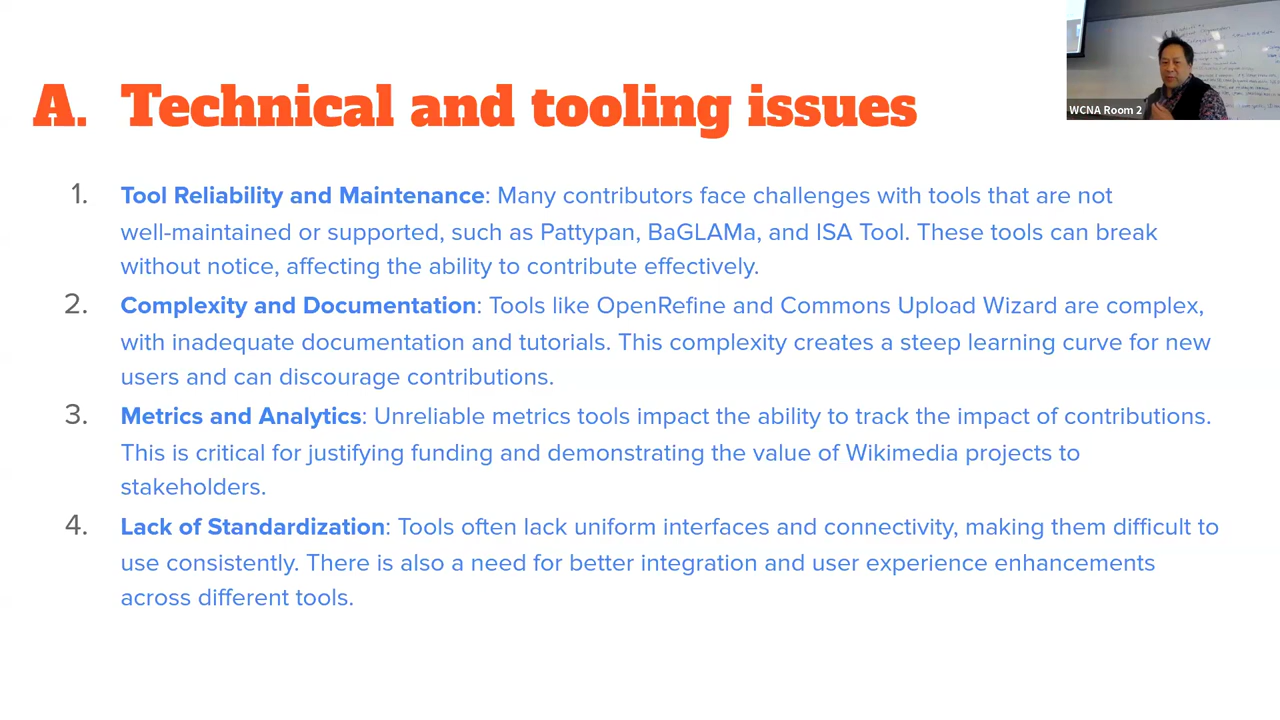 A. Technical and tooling issues
WCNA Room 2
1. Tool Reliability and Maintenance: Many contributors face challenges with tools that are not
well-maintained or supported, such as Pattypan, BaGLAMa, and ISA Tool. These tools can break
without notice, affecting the ability to contribute effectively.
2. Complexity and Documentation: Tools like OpenRefine and Commons Upload Wizard are complex,
with inadequate documentation and tutorials. This complexity creates a steep learning curve for new
users and can discourage contributions.
3. Metrics and Analytics: Unreliable metrics tools impact the ability to track the impact of contributions.
This is critical for justifying funding and demonstrating the value of Wikimedia projects to
stakeholders.
4. Lack of Standardization: Tools often lack uniform interfaces and connectivity, making them difficult to
use consistently. There is also a need for better integration and user experience enhancements
across different tools.